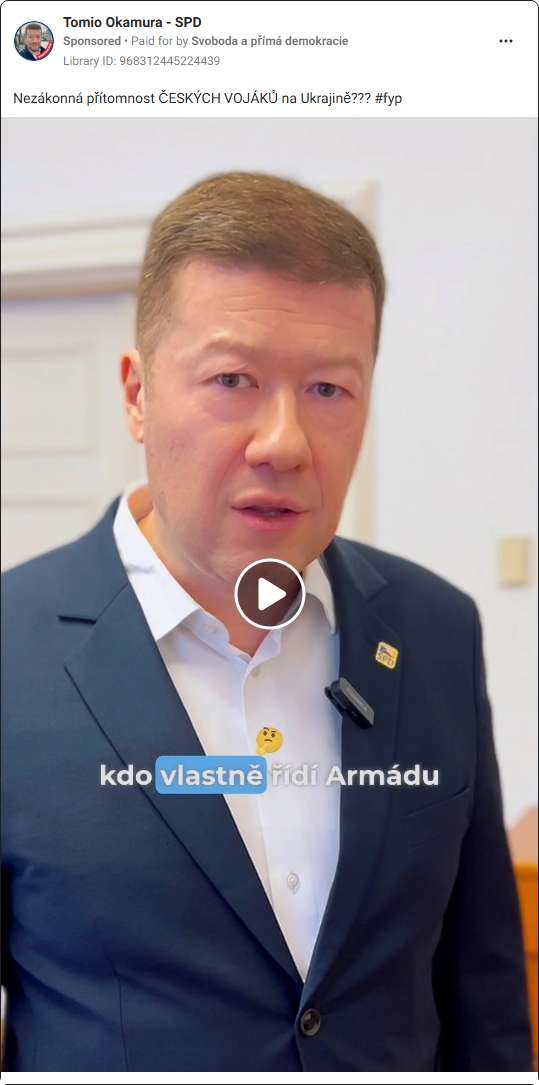 Tomio Okamura - SPD
Sponsored • Paid for by Svoboda a přímá demokracie
Library ID: 968312445224439
Nezákonná přítomnost ČESKÝCH VOJÁKŮ na Ukrajině??? #fyp
SPD
kdo vlastně řídí Armádu